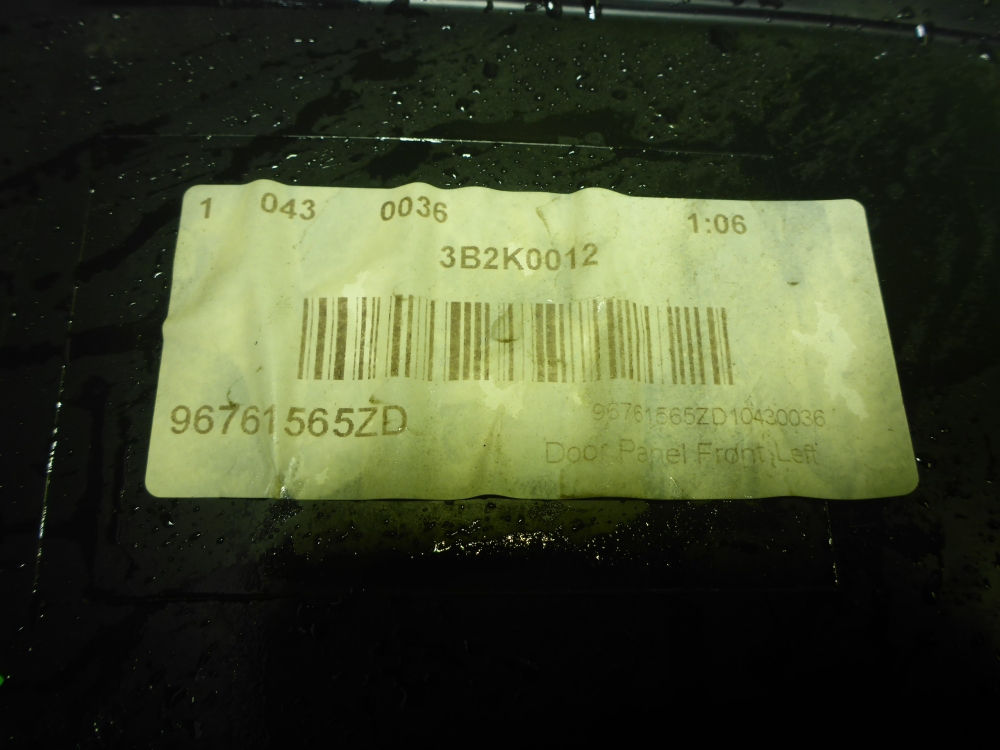 1 043 0036 1:06
3B2K0012
96761565ZD
96761565ZD10430036
Door Panel Front Left